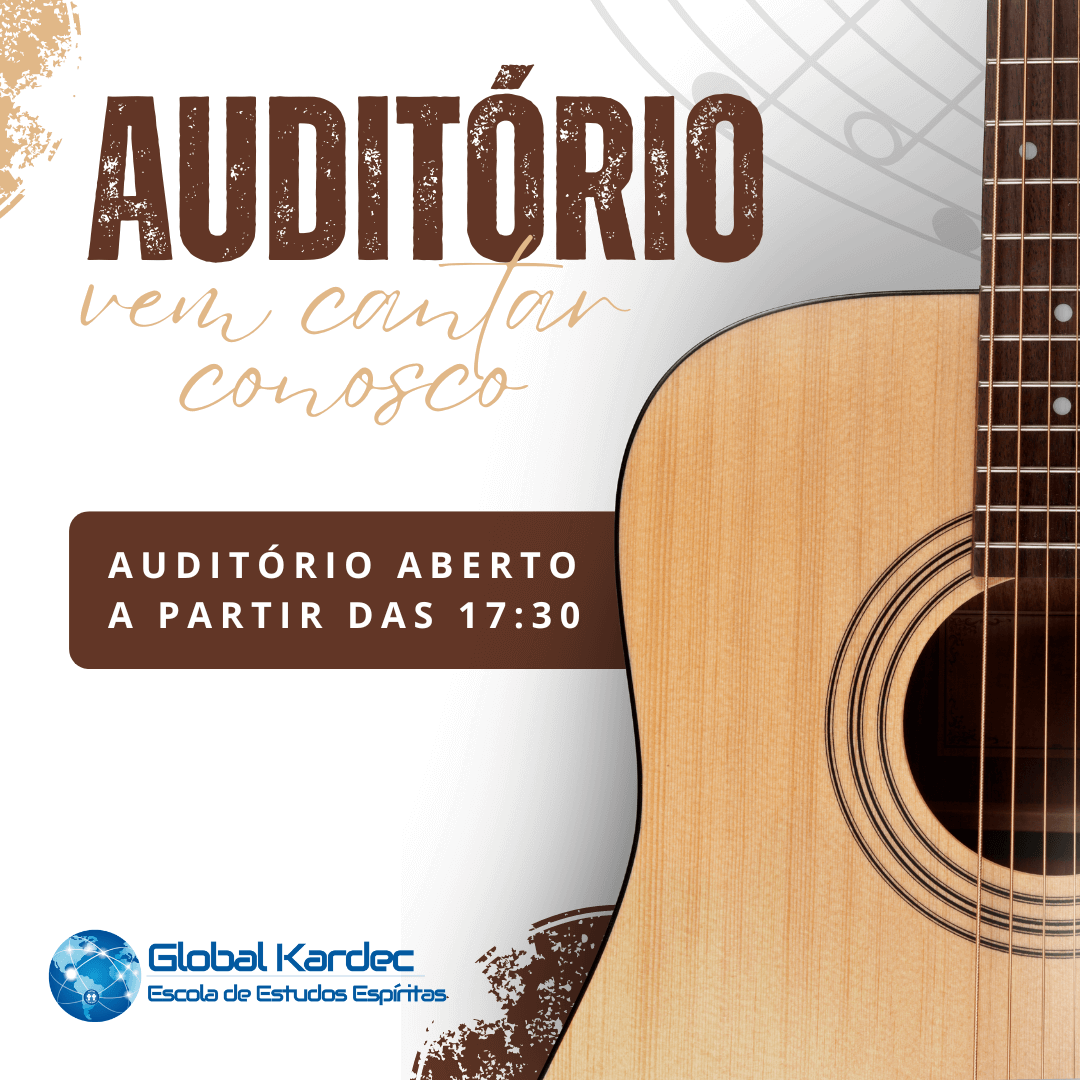 AUDITÓRIO
vem cantar
conosco
AUDITÓRIO ABERTO
A PARTIR DAS 17:30
Global Kardec
Escola de Estudos Espíritas